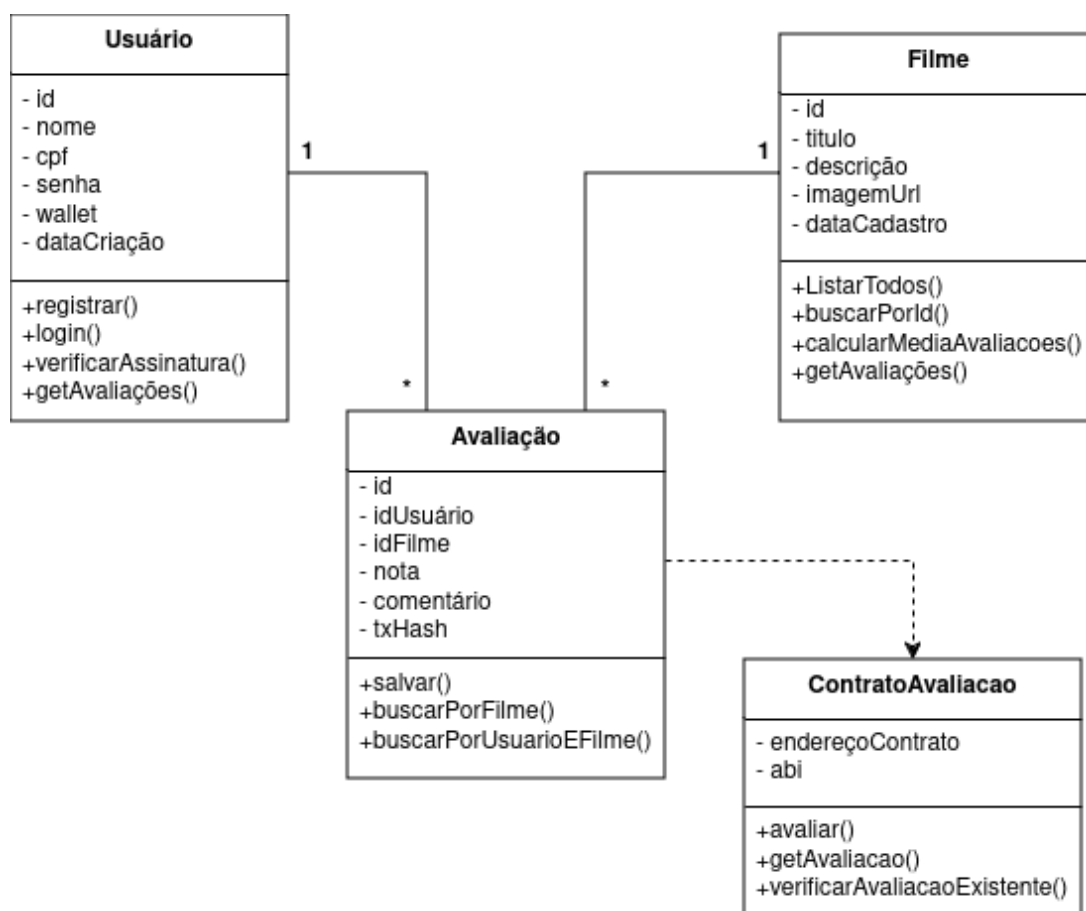 Usuário
- id
- nome
- cpf
- senha
- wallet
- dataCriação
+registrar()
+login()
+verificarAssinatura()
+getAvaliações()
1
*
Filme
- id
- titulo
- descrição
- imagemUrl
- dataCadastro
+ListarTodos()
+buscarPorId()
+calcularMediaAvaliacoes()
+getAvaliações()
1
*
Avaliação
- id
- idUsuário
- idFilme
- nota
- comentário
- txHash
+salvar()
+buscarPorFilme()
+buscarPorUsuarioEFilme()
ContratoAvaliacao
- endereçoContrato
- abi
+avaliar()
+getAvaliacao()
+verificarAvaliacaoExistente()